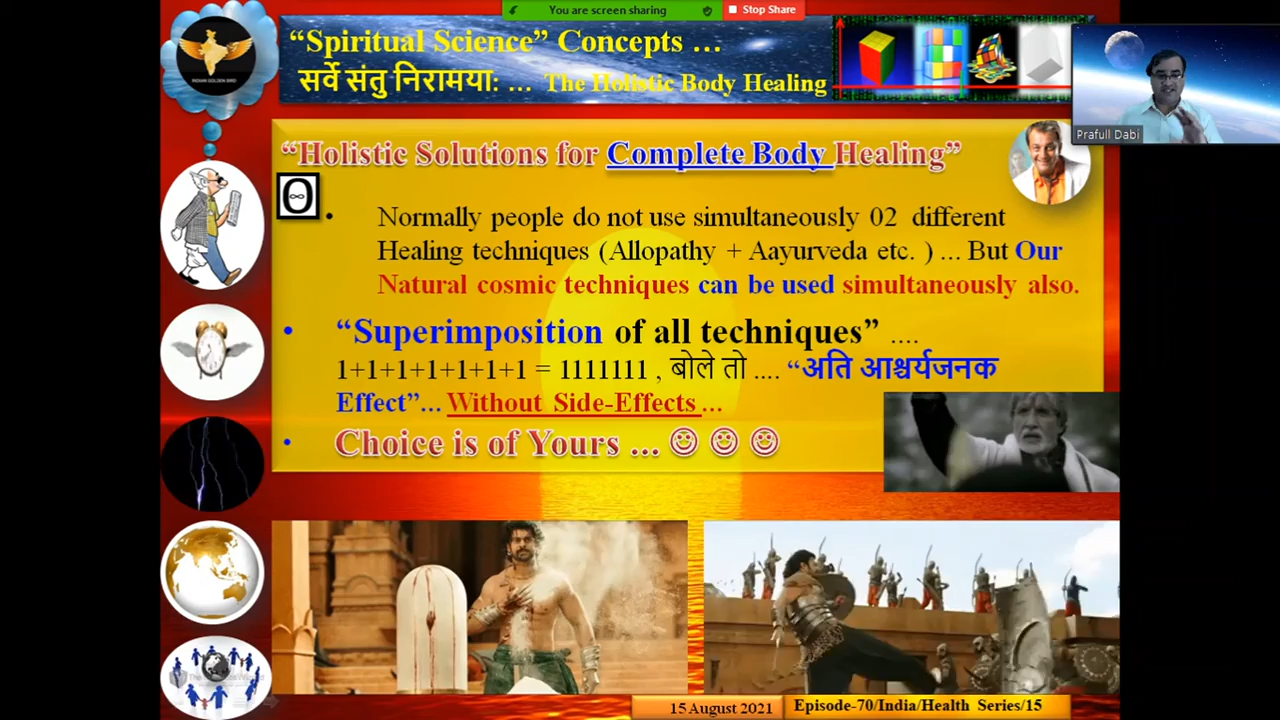 You are screen sharing
Stop Share
INDIAN GOLDEN BIRD
“Spiritual Science” Concepts ...
सर्वे संतु निरामया: ... The Holistic Body Healing
Prafull Dabi
“Holistic Solutions for Complete Body Healing”
• Normally people do not use simultaneously 02 different
Healing techniques (Allopathy + Aayurveda etc. ) ... But Our
Natural cosmic techniques can be used simultaneously also.
• “Superimposition of all techniques” ....
1+1+1+1+1+1+1 = 1111111 , बोले तो .... “अति आश्चर्यजनक
Effect”... Without Side-Effects ...
• Choice is of Yours ... ☺ ☺ ☺
15 August 2021
Episode-70/India/Health Series/15